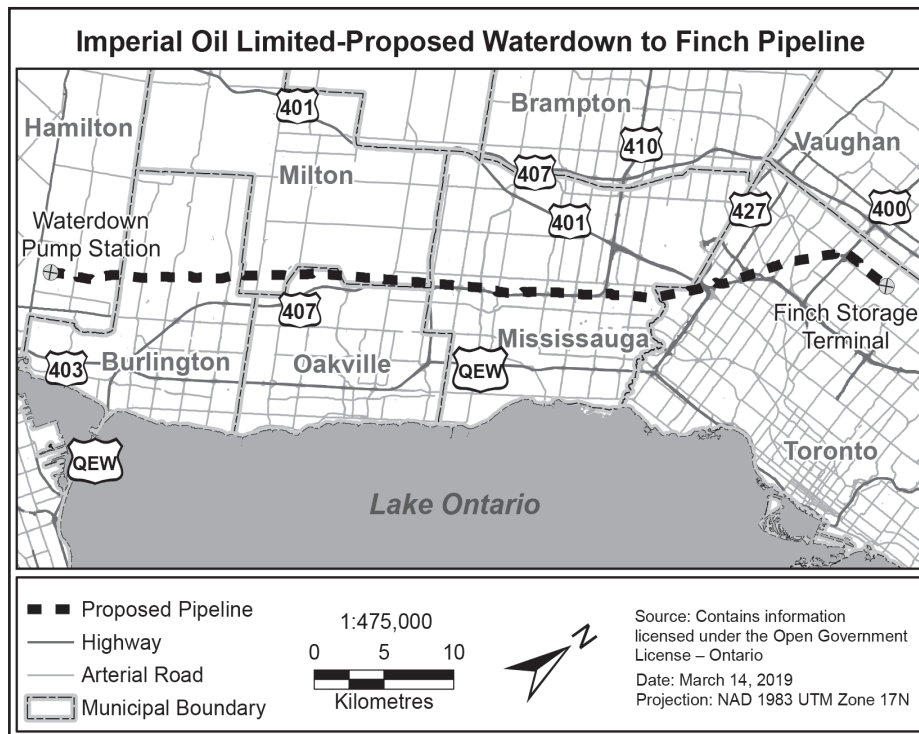 Imperial Oil Limited-Proposed Waterdown to Finch Pipeline
401
Brampton
Hamilton
410
Vaughan
Milton
407
427
400
401
Waterdown
Pump Station
407
Finch Storage
Terminal
Mississauga
403
Burlington
Oakville
QEW
QEW
Toronto
Lake Ontario
Proposed Pipeline
Highway
Arterial Road
Municipal Boundary
1:475,000
0 5 10
Kilometres
N
Source: Contains information
licensed under the Open Government
License – Ontario
Date: March 14, 2019
Projection: NAD 1983 UTM Zone 17N